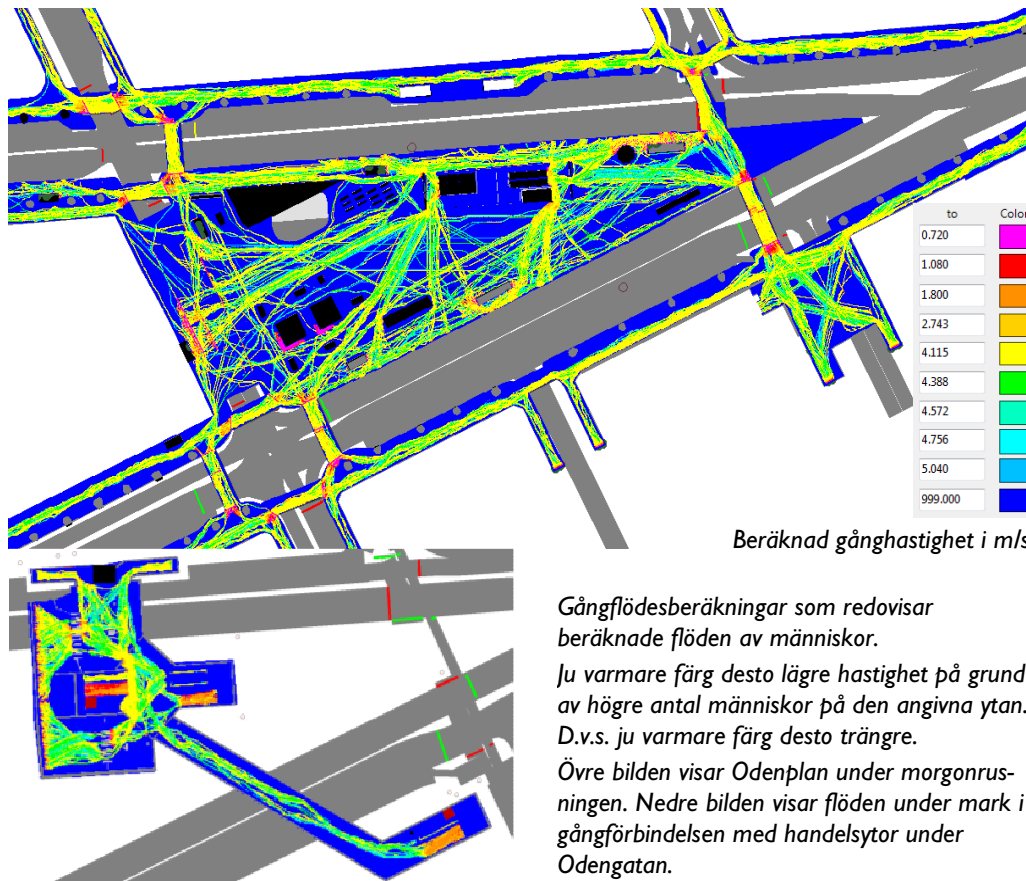 to Color
0.720
1.080
1.800
2.743
4.115
4.388
4.572
4.756
5.040
999.000
Beräknad gånghastighet i m/s
Gångflödesberäkningar som redovisar
beräknade flöden av människor.
Ju varmare färg desto lägre hastighet på grund
av högre antal människor på den angivna ytan.
D.v.s. ju varmare färg desto trängre.
Övre bilden visar Odenplan under morgonrus-
ningen. Nedre bilden visar flöden under mark i
gångförbindelsen med handelsytor under
Odengatan.